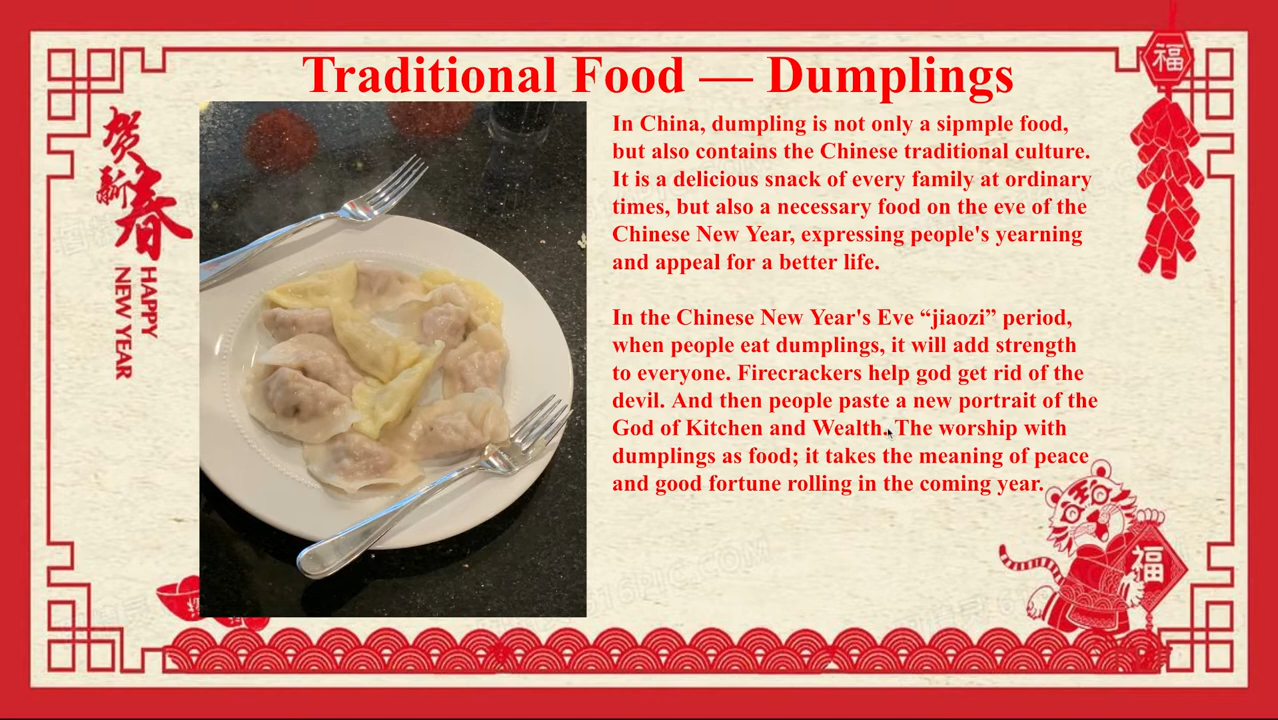 Traditional Food — Dumplings
贺
新
春
HAPPY
NEW YEAR
福
In China, dumpling is not only a sipmple food,
but also contains the Chinese traditional culture.
It is a delicious snack of every family at ordinary
times, but also a necessary food on the eve of the
Chinese New Year, expressing people's yearning
and appeal for a better life.
In the Chinese New Year's Eve “jiaozi” period,
when people eat dumplings, it will add strength
to everyone. Firecrackers help god get rid of the
devil. And then people paste a new portrait of the
God of Kitchen and Wealth. The worship with
dumplings as food; it takes the meaning of peace
and good fortune rolling in the coming year.
福